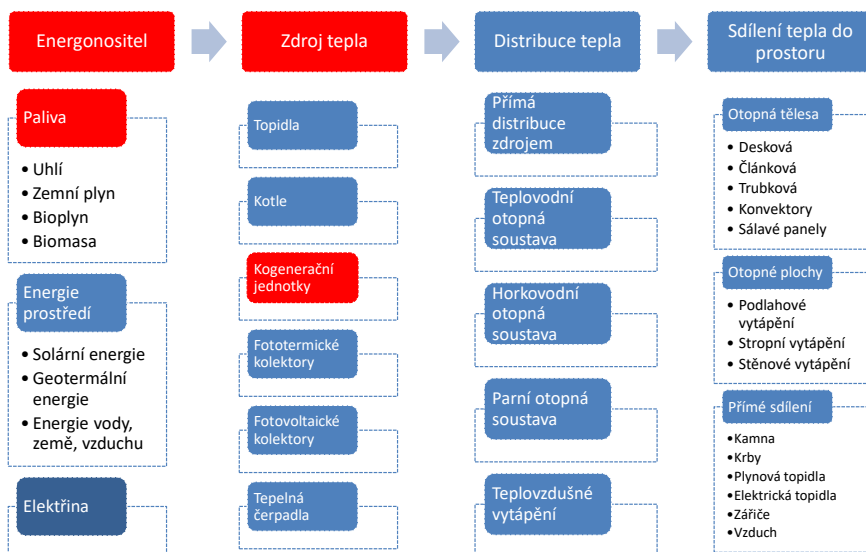 Energonositel
Paliva
• Uhlí
• Zemní plyn
• Bioplyn
• Biomasa
Energie
prostředí
• Solární energie
• Geotermální
energie
• Energie vody,
země, vzduchu
Elektřina
Zdroj tepla
Topidla
Kotle
Kogenerační
jednotky
Fototermické
kolektory
Fotovoltaické
kolektory
Tepelná
čerpadla
Distribuce tepla
Přímá
distribuce
zdrojem
Teplovodní
otopná
soustava
Horkovodní
otopná
soustava
Parní otopná
soustava
Teplovzdušné
vytápění
Sdílení tepla do
prostoru
Otopná tělesa
• Desková
• Článková
• Trubková
• Konvektory
• Sálavé panely
Otopné plochy
• Podlahové
vytápění
• Stropní vytápění
• Stěnové vytápění
Přímé sdílení
•Kamna
•Krby
•Plynová topidla
•Elektrická topidla
•Zářiče
•Vzduch